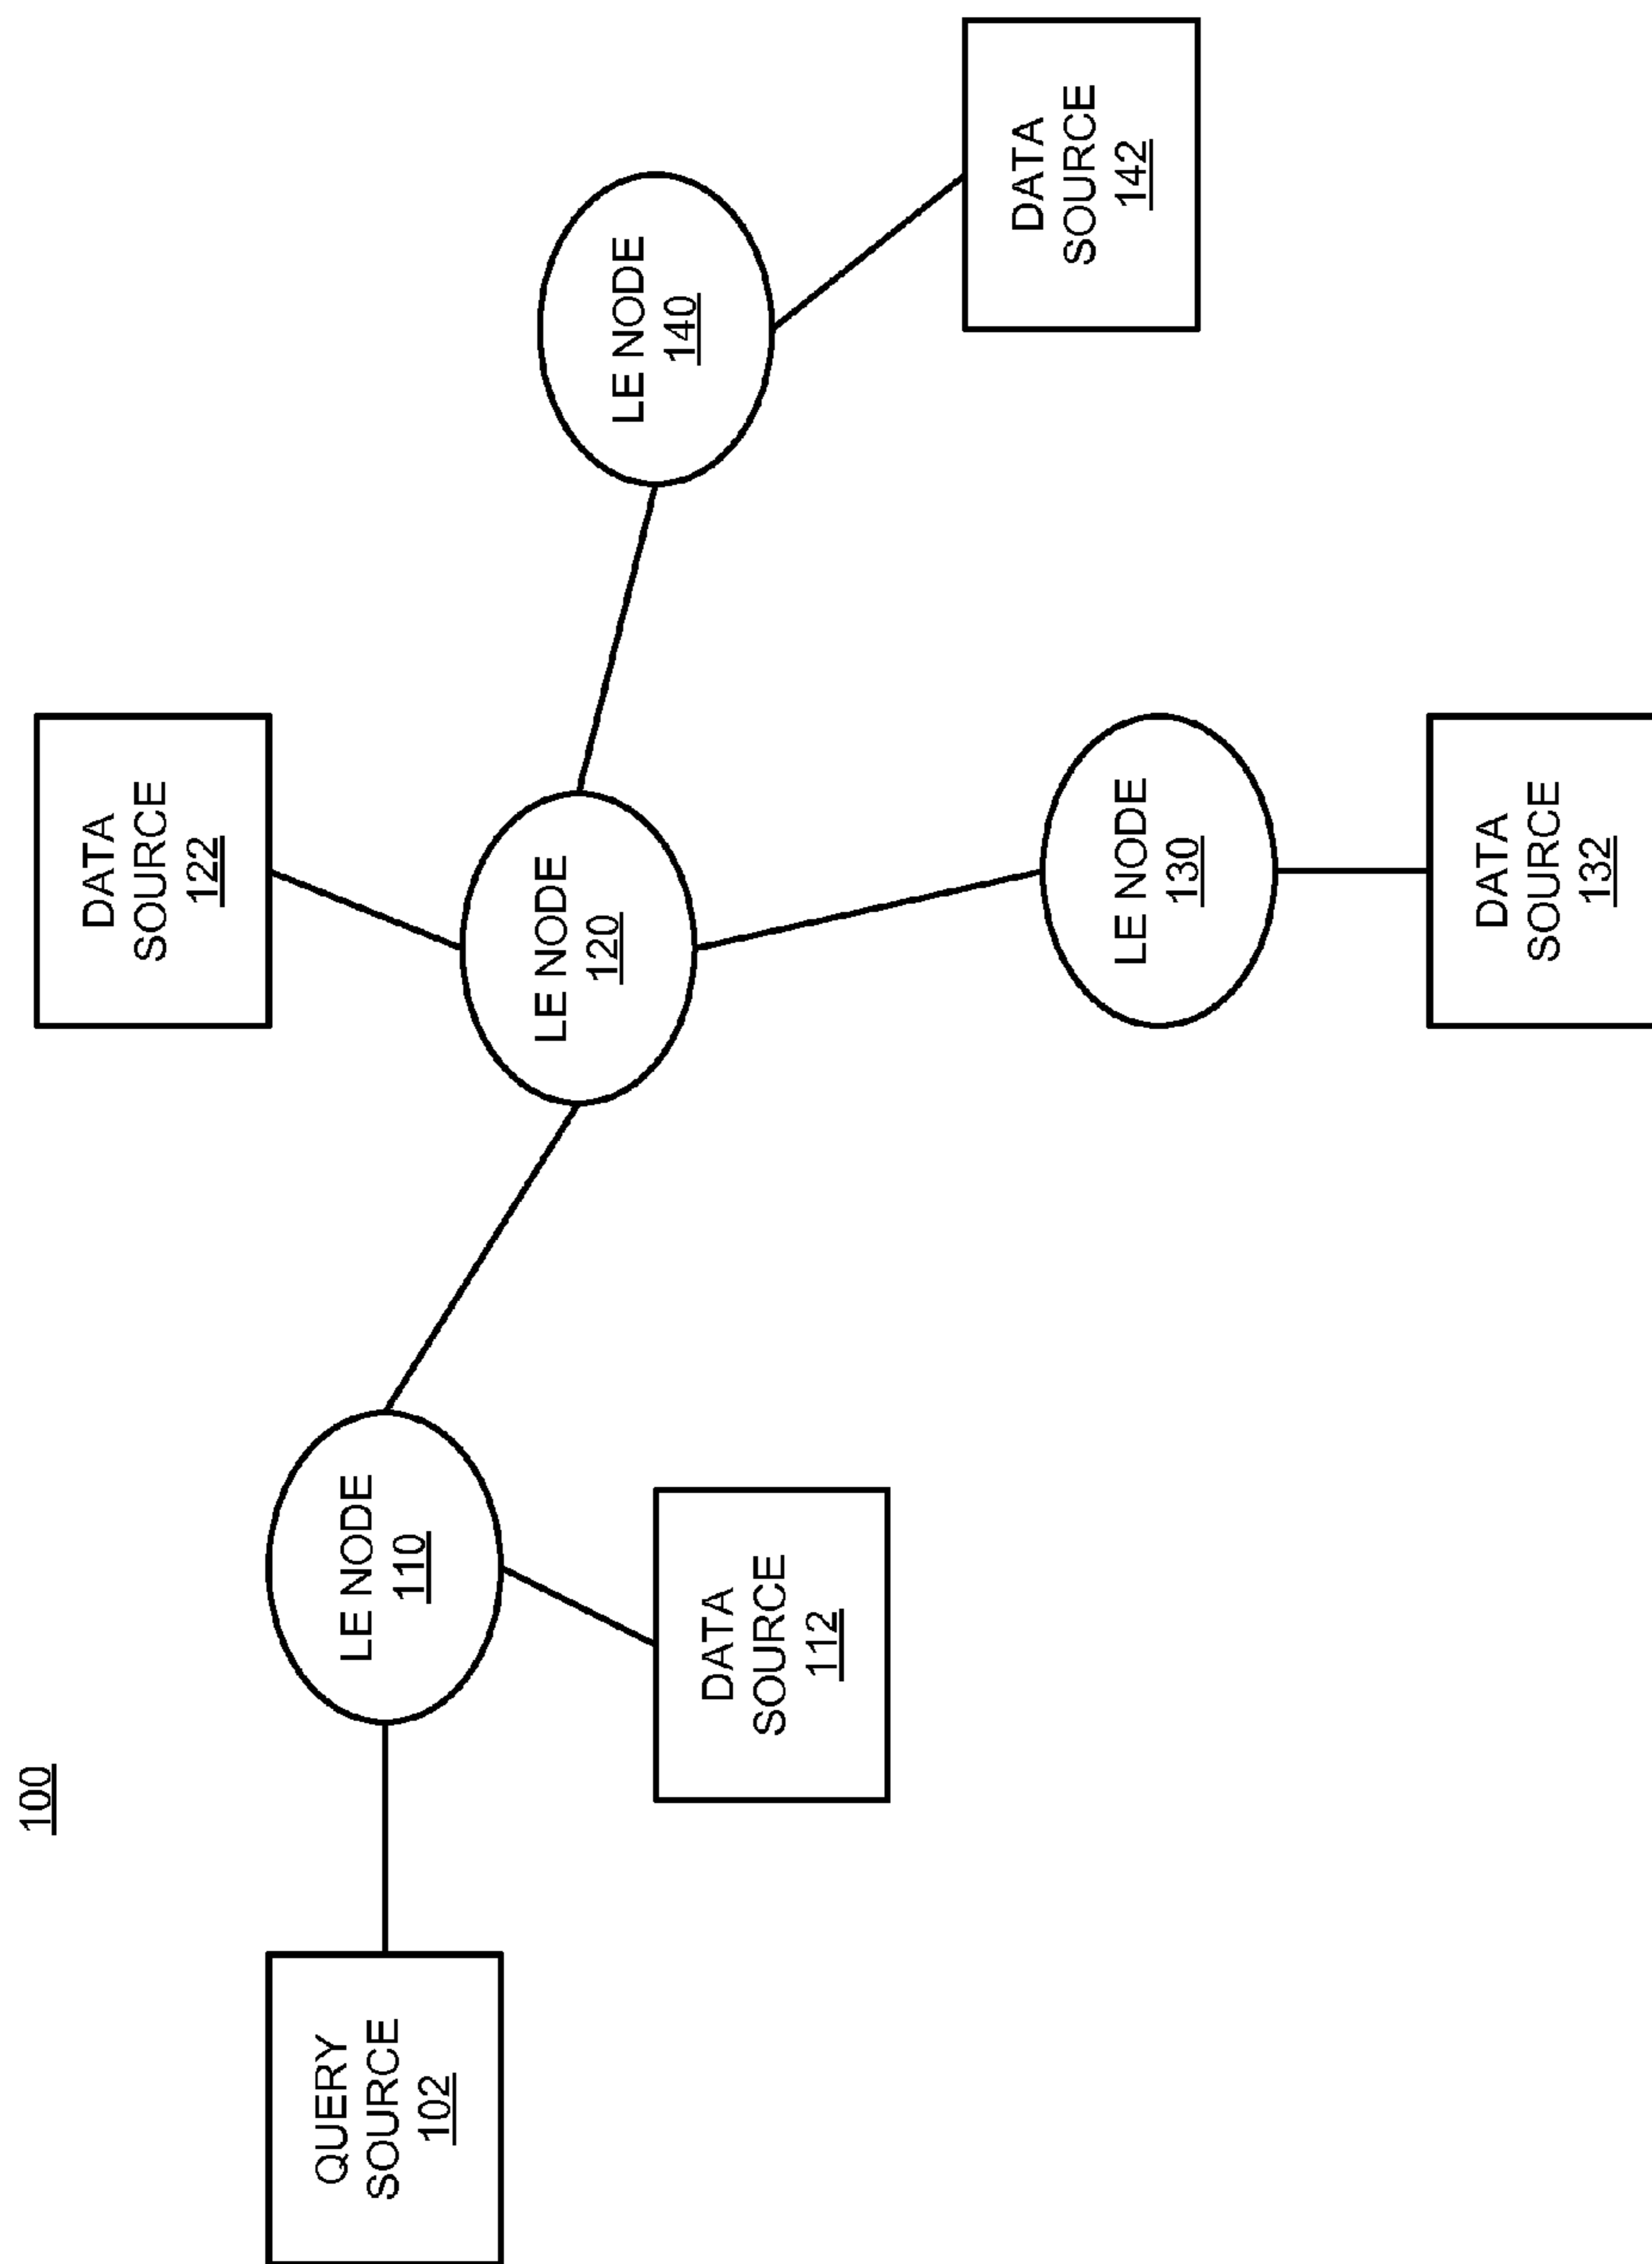 100
QUERY
SOURCE
102
LE NODE
110
DATA
SOURCE
112
DATA
SOURCE
122
LE NODE
120
LE NODE
130
DATA
SOURCE
132
LE NODE
140
DATA
SOURCE
142